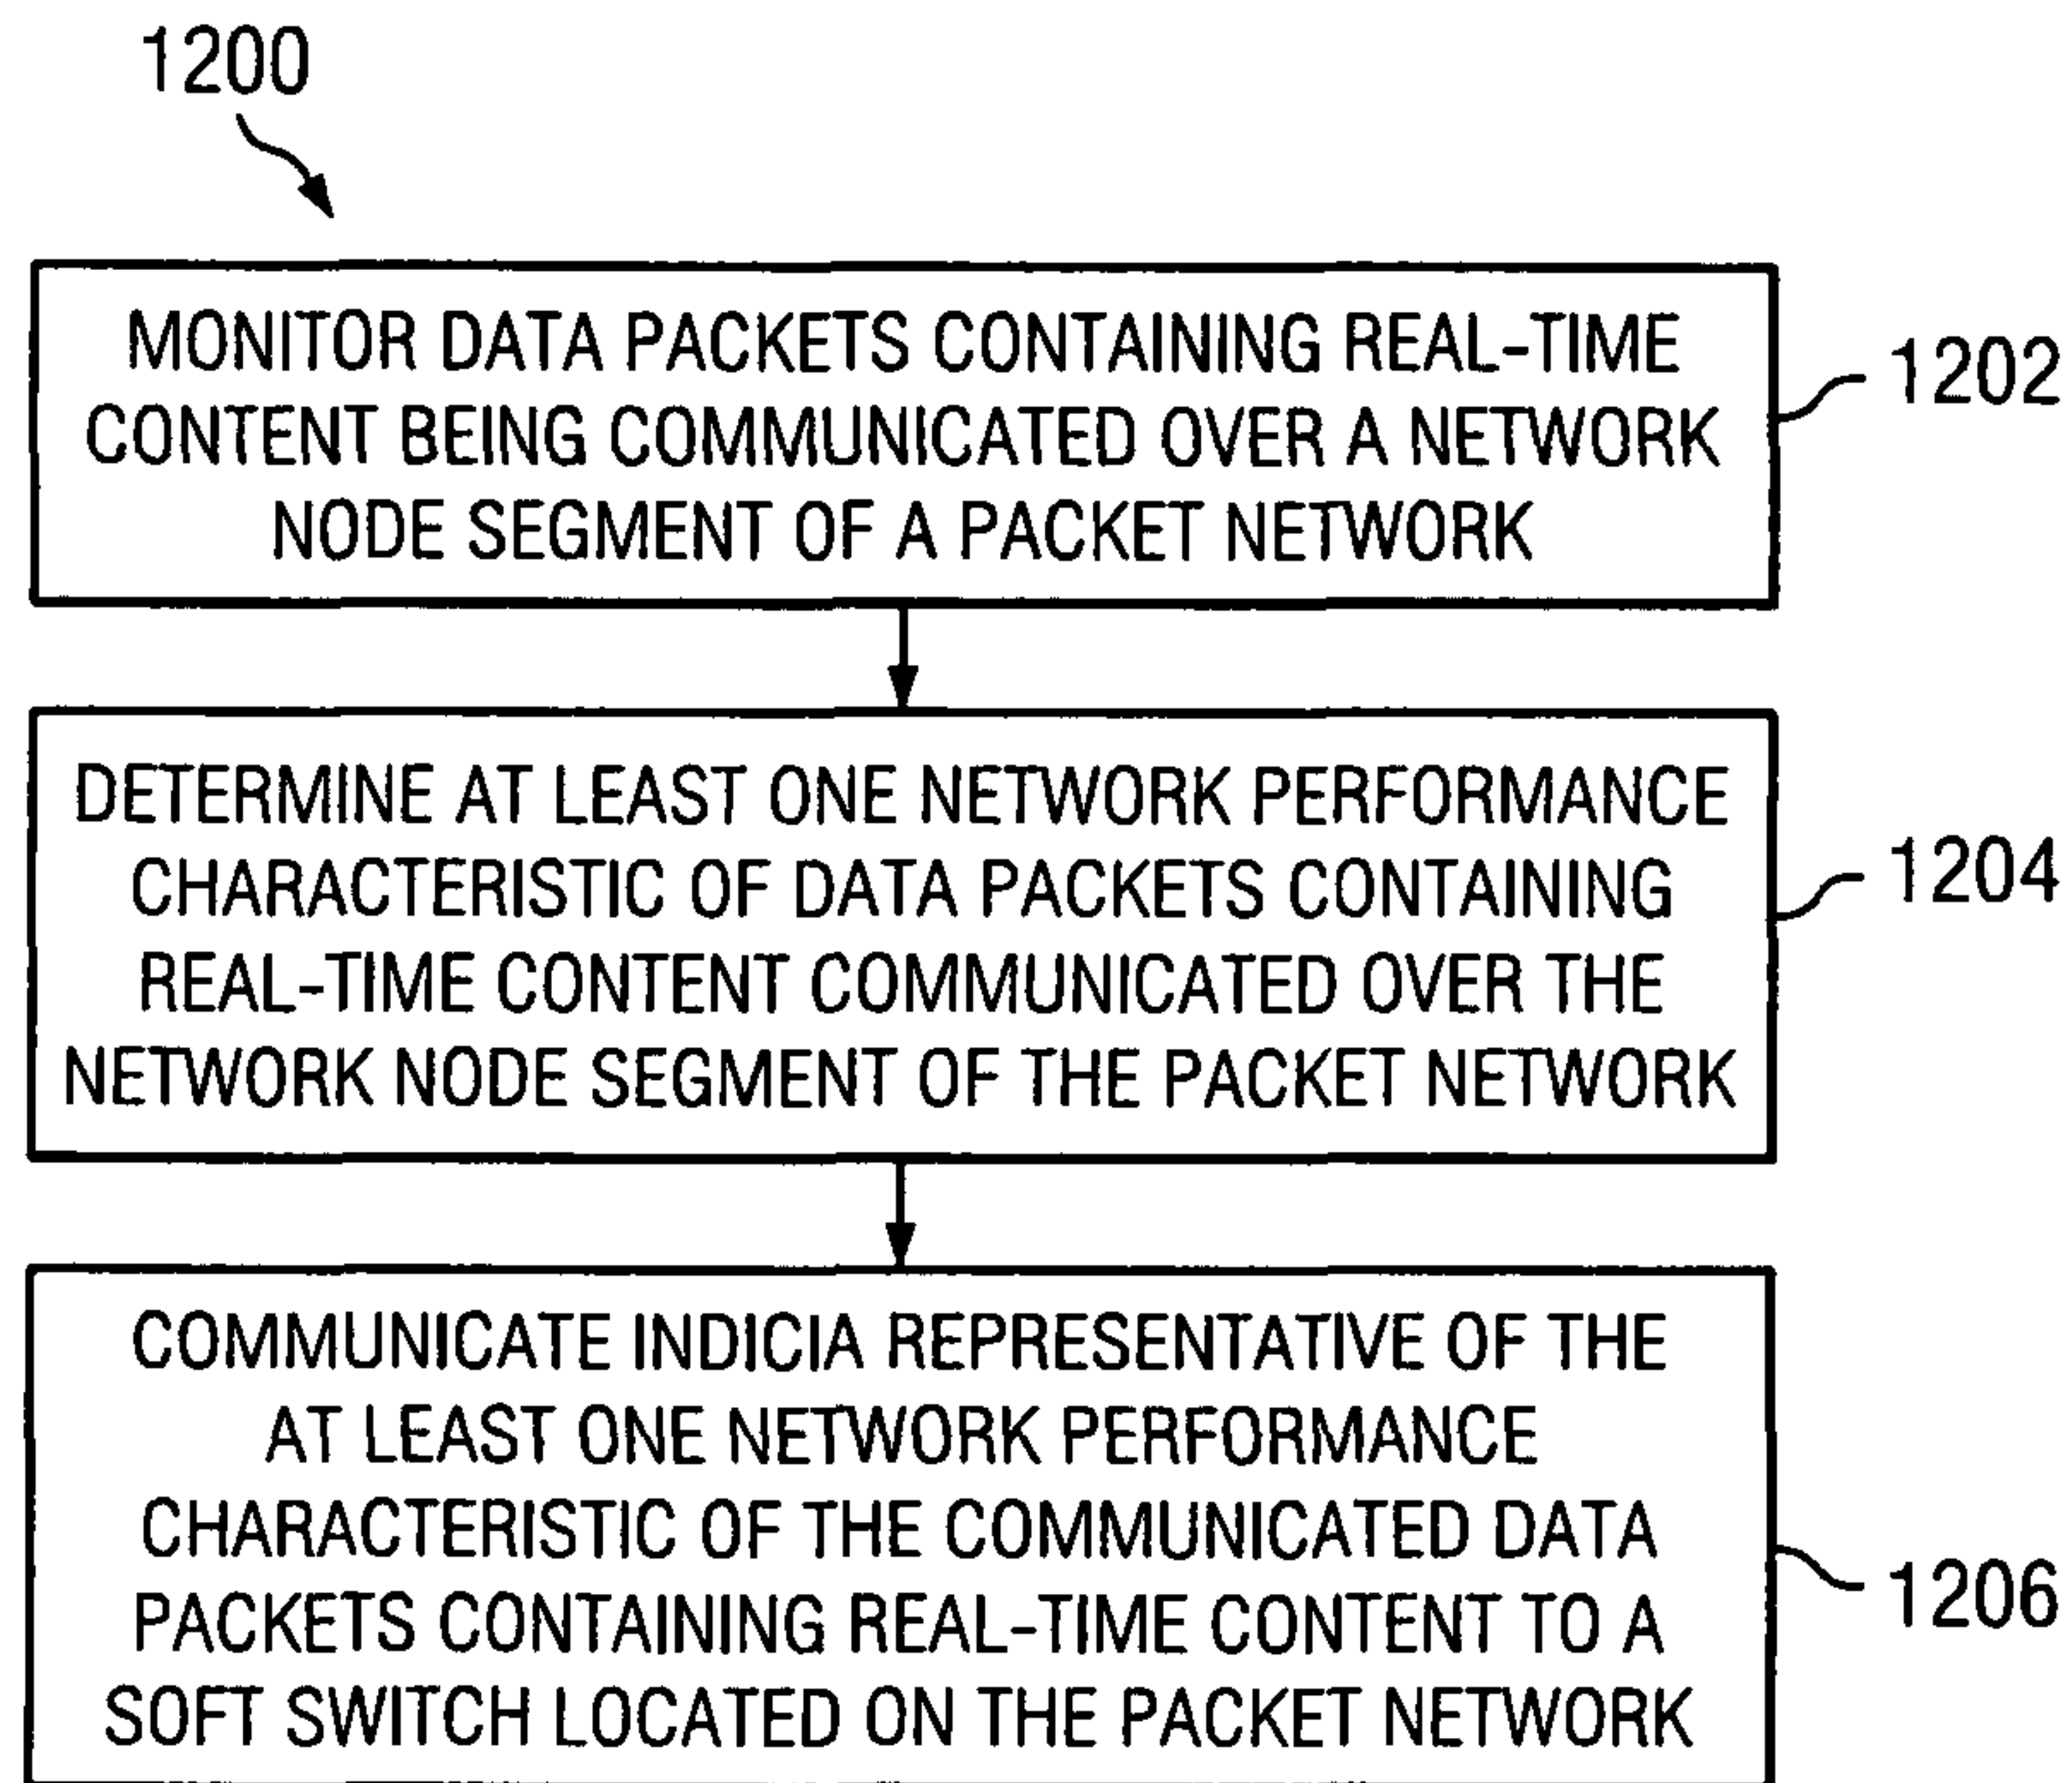 1200
MONITOR DATA PACKETS CONTAINING REAL-TIME
CONTENT BEING COMMUNICATED OVER A NETWORK
NODE SEGMENT OF A PACKET NETWORK
1202
DETERMINE AT LEAST ONE NETWORK PERFORMANCE
CHARACTERISTIC OF DATA PACKETS CONTAINING
REAL-TIME CONTENT COMMUNICATED OVER THE
NETWORK NODE SEGMENT OF THE PACKET NETWORK
1204
COMMUNICATE INDICIA REPRESENTATIVE OF THE
AT LEAST ONE NETWORK PERFORMANCE
CHARACTERISTIC OF THE COMMUNICATED DATA
PACKETS CONTAINING REAL-TIME CONTENT TO A
SOFT SWITCH LOCATED ON THE PACKET NETWORK
1206